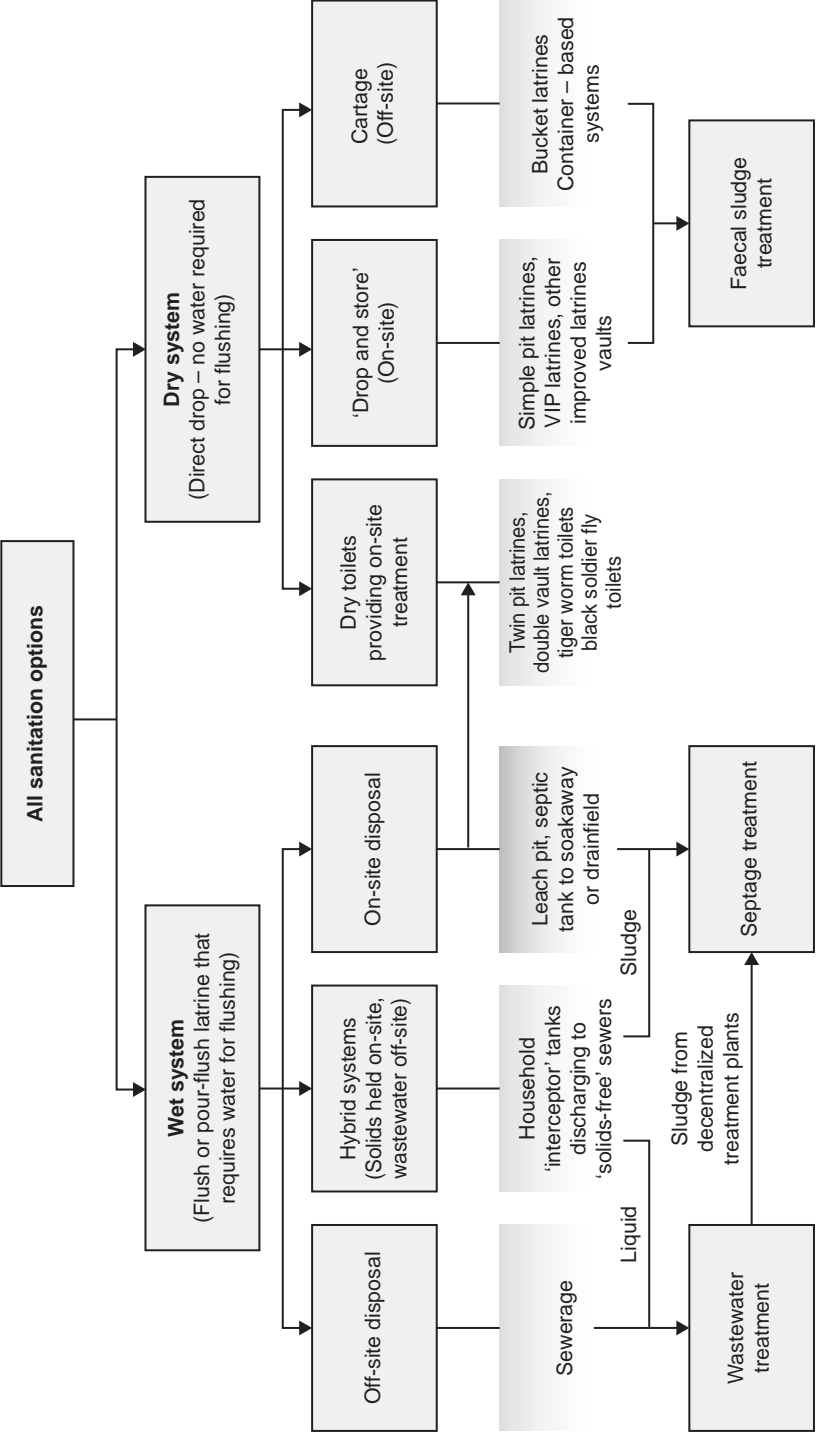 All sanitation options
Wet system
(Flush or pour-flush latrine that
requires water for flushing)
Dry system
(Direct drop – no water required
for flushing)
Off-site disposal
Hybrid systems
(Solids held on-site,
wastewater off-site)
On-site disposal
Dry toilets
providing on-site
treatment
‘Drop and store’
(On-site)
Cartage
(Off-site)
Sewerage
Household
‘interceptor’ tanks
discharging to
‘solids-free’ sewers
Leach pit, septic
tank to soakaway
or drainfield
Twin pit latrines,
double vault latrines,
tiger worm toilets
black soldier fly
toilets
Simple pit latrines,
VIP latrines, other
improved latrines
vaults
Bucket latrines
Container – based
systems
Liquid
Sludge
Sludge from
decentralized
treatment plants
Wastewater
treatment
Septage treatment
Faecal sludge
treatment